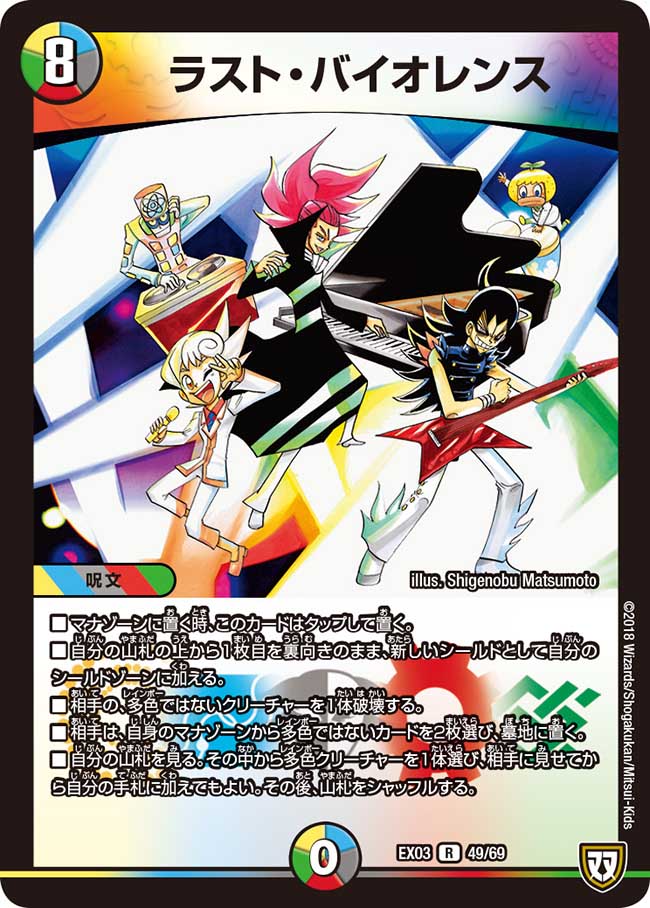 8
ラスト・バイオレンス
呪文
illus. Shigenobu Matsumoto
■マナゾーンに置く時、このカードはタップして置く。
■自分の山札の上から1枚目を裏向きのまま、新しいシールドとして自分の
シールドゾーンに加える。
■相手の、多色ではないクリーチャーを1体破壊する。
■相手は、自身のマナゾーンから多色ではないカードを2枚選び、墓地に置く。
■自分の山札を見る。その中から多色クリーチャーを1体選び、相手に見せてか
ら自分の手札に加えてもよい。その後、山札をシャッフルする。
©2018 Wizards/Shogakukan/Mitsui-Kids
0
EX03 R 49/69